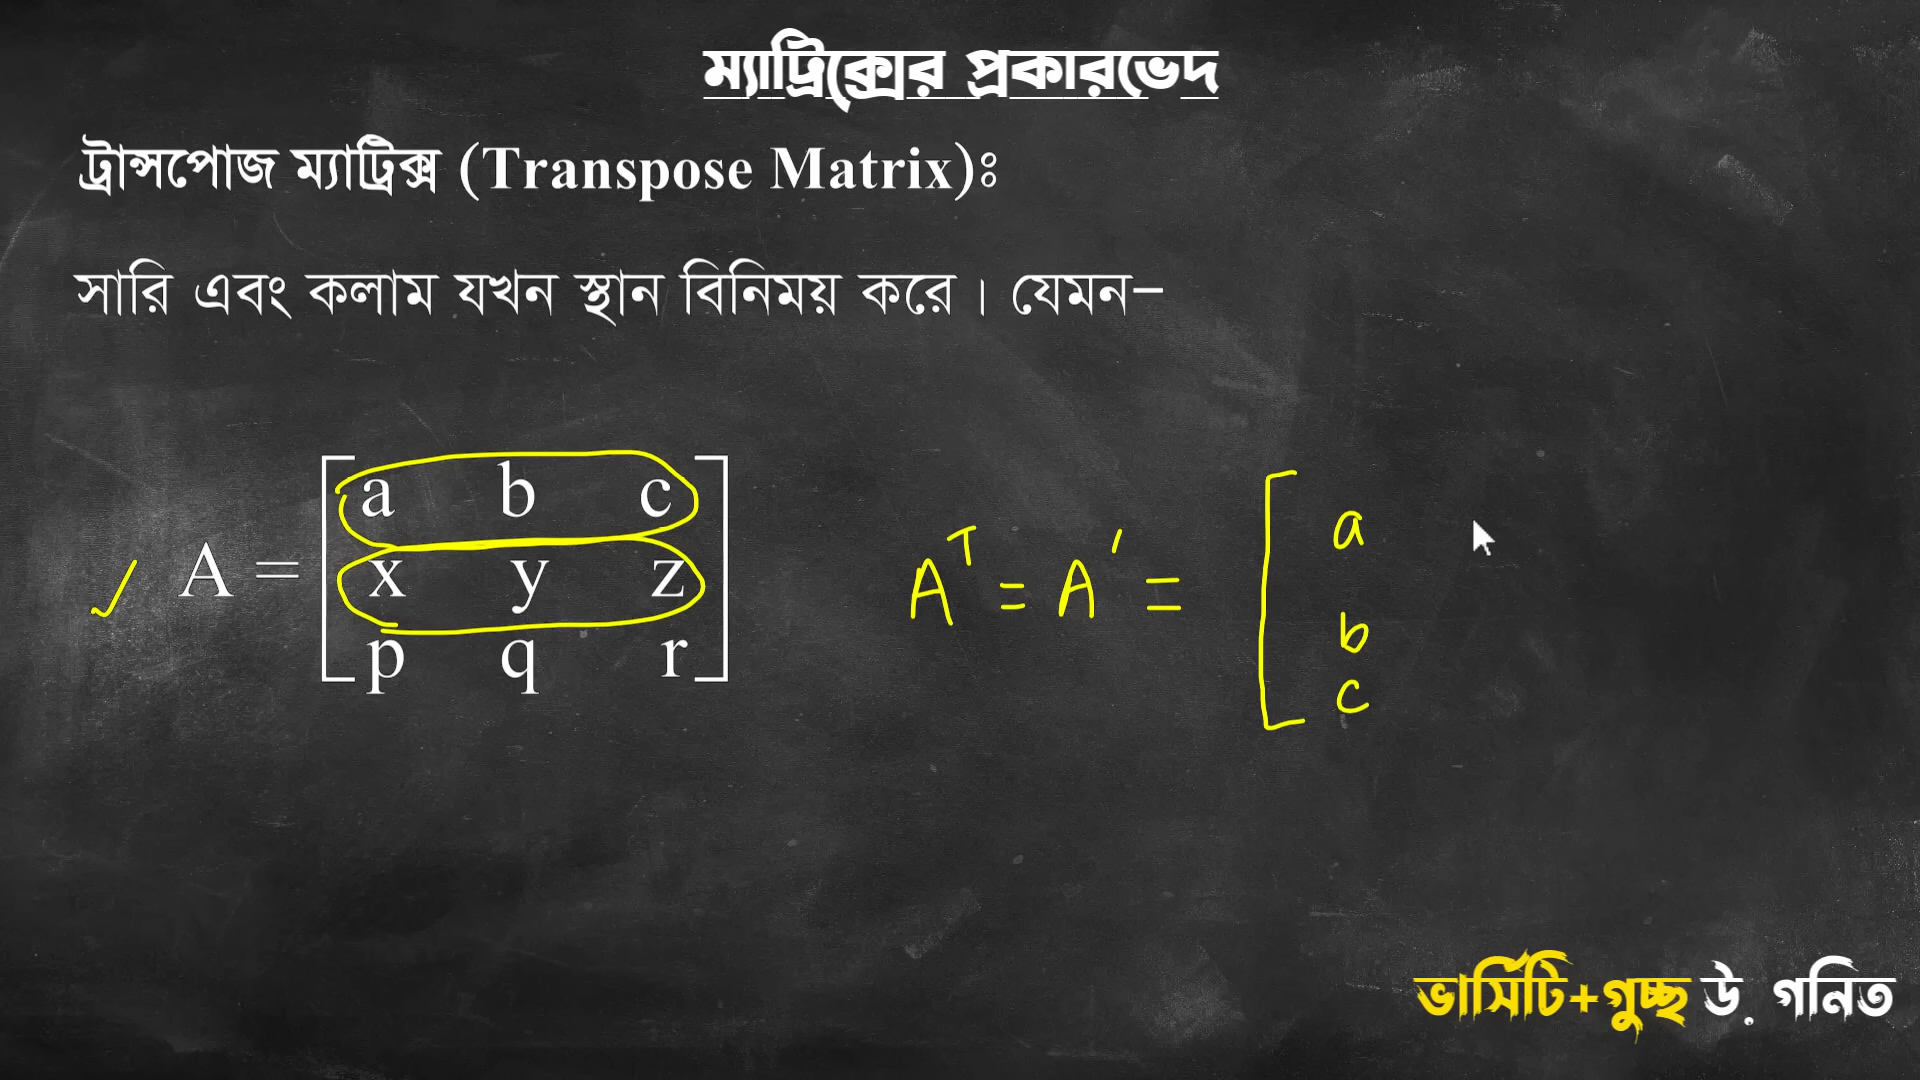 ম্যাট্রিক্সের প্রকারভেদ
ট্রান্সপোজ ম্যাট্রিক্স (Transpose Matrix)ঃ
সারি এবং কলাম যখন স্থান বিনিময় করে। যেমন–
a b c
A = x y z
p q r
Aᵀ = A' =
a
b
c
ভার্সিটি+গুচ্ছ উ. গনিত